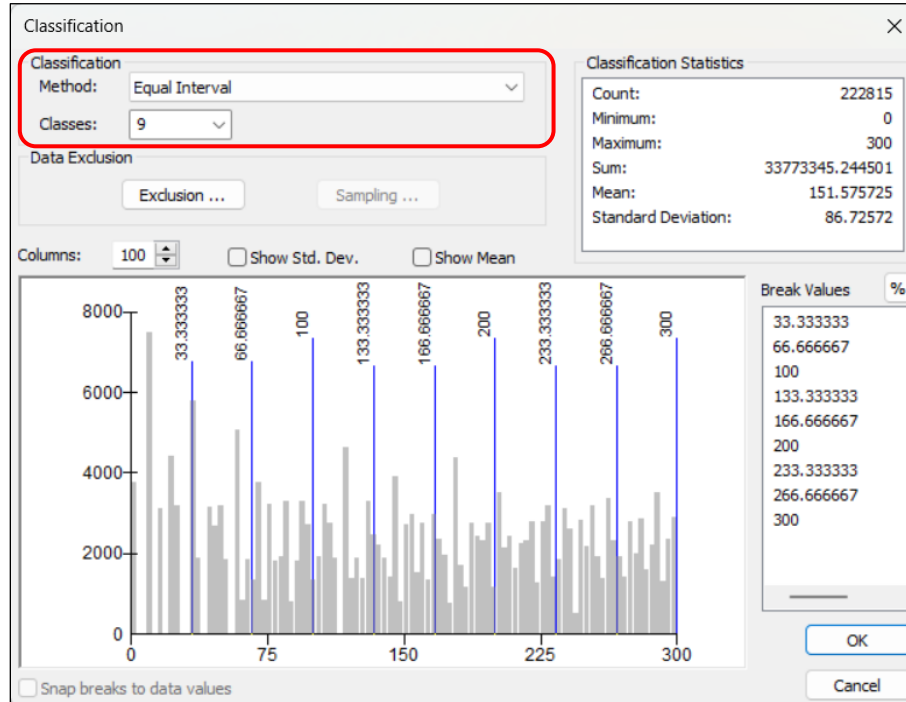 Classification
Classification
Method: Equal Interval
Classes: 9
Data Exclusion
Exclusion ...
Sampling ...
Classification Statistics
Count: 222815
Minimum: 0
Maximum: 300
Sum: 33773345.244501
Mean: 151.575725
Standard Deviation: 86.72572
Columns: 100
Show Std. Dev.
Show Mean
8000
6000
4000
2000
0
33.333333
66.666667
100
133.333333
166.666667
200
233.333333
266.666667
300
0 75 150 225 300
Break Values %
33.333333
66.666667
100
133.333333
166.666667
200
233.333333
266.666667
300
OK
Cancel
Snap breaks to data values